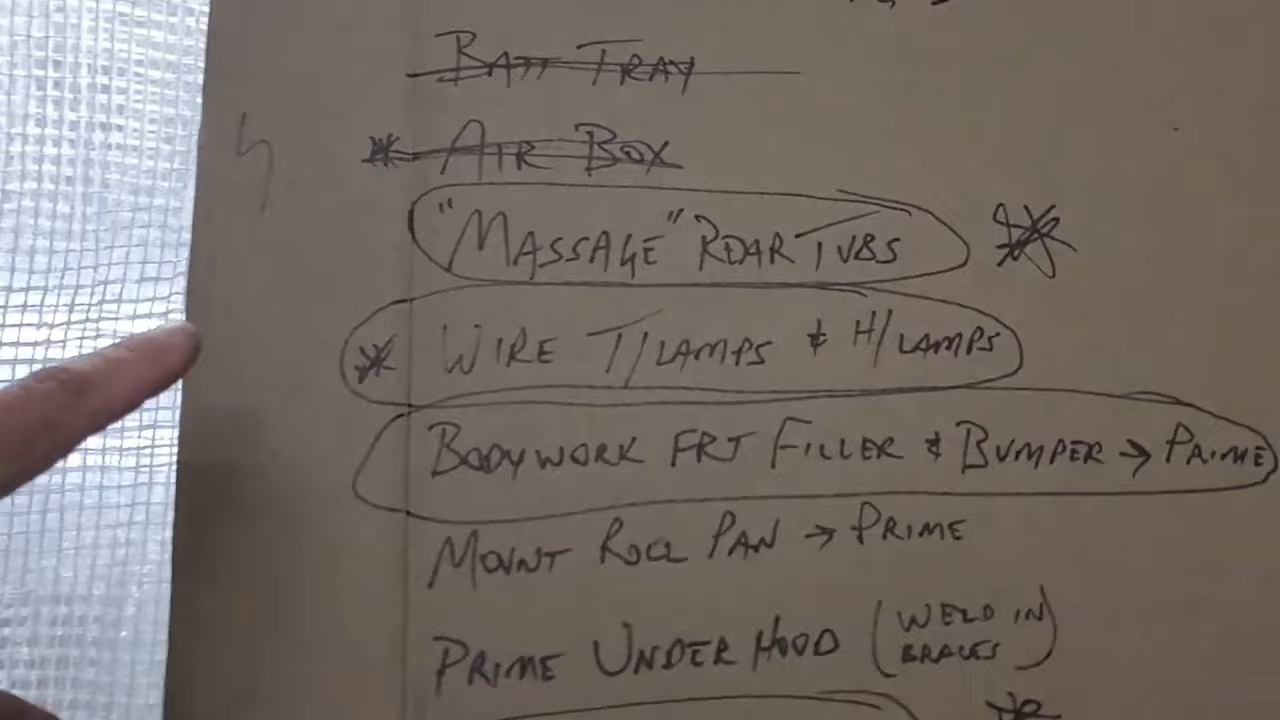 BATT TRAY
* AIR BOX
"MASSAGE" REAR TUBS *
* WIRE T/LAMPS & H/LAMPS
BODYWORK FRT FILLER & BUMPER → PRIME
MOUNT ROLL PAN → PRIME
PRIME UNDER HOOD (WELD IN
BRACES)